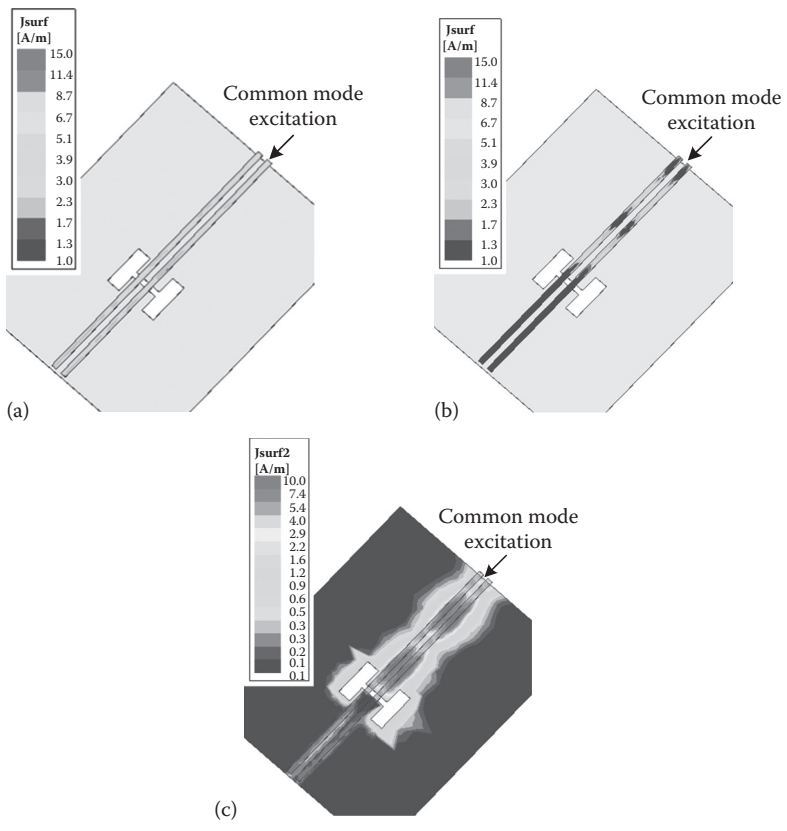 Jsurf
[A/m]
15.0
11.4
8.7
6.7
5.1
3.9
3.0
2.3
1.7
1.3
1.0
Common mode
excitation
(a)
Jsurf
[A/m]
15.0
11.4
8.7
6.7
5.1
3.9
3.0
2.3
1.7
1.3
1.0
Common mode
excitation
(b)
Jsurf2
[A/m]
10.0
7.4
5.4
4.0
2.9
2.2
1.6
1.2
0.9
0.6
0.5
0.3
0.3
0.2
0.1
0.1
Common mode
excitation
(c)